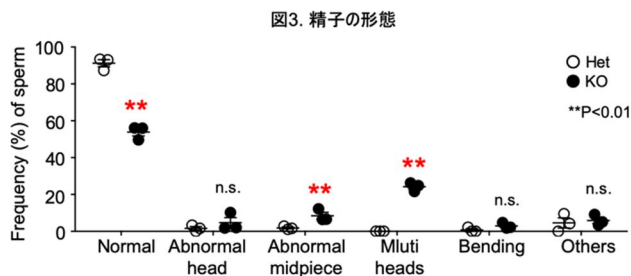 図3. 精子の形態
Frequency (%) of sperm
100
80
60
40
20
0
Het
KO
**P<0.01
**
n.s.
**
**
n.s.
n.s.
Normal
Abnormal
head
Abnormal
midpiece
Mluti
heads
Bending
Others